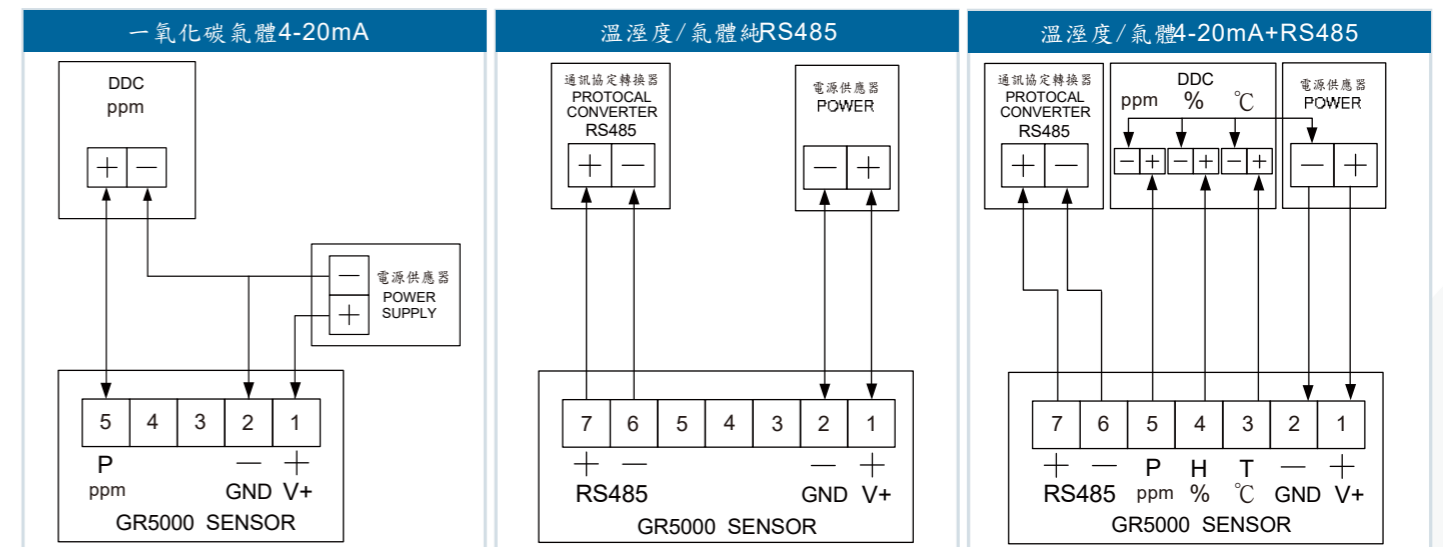 一氧化碳氣體4-20mA
DDC
ppm
+ −
− 電源供應器
POWER
+ SUPPLY
5 4 3 2 1
P − +
ppm GND V+
GR5000 SENSOR
溫溼度/氣體純RS485
通訊協定轉換器
PROTOCAL
CONVERTER
RS485
+ −
電源供應器
POWER
− +
7 6 5 4 3 2 1
+ − − +
RS485 GND V+
GR5000 SENSOR
溫溼度/氣體4-20mA+RS485
通訊協定轉換器
PROTOCAL
CONVERTER
RS485
+ −
DDC
ppm % ℃
− + − + − +
電源供應器
POWER
− +
7 6 5 4 3 2 1
+ − P H T − +
RS485 ppm % ℃ GND V+
GR5000 SENSOR